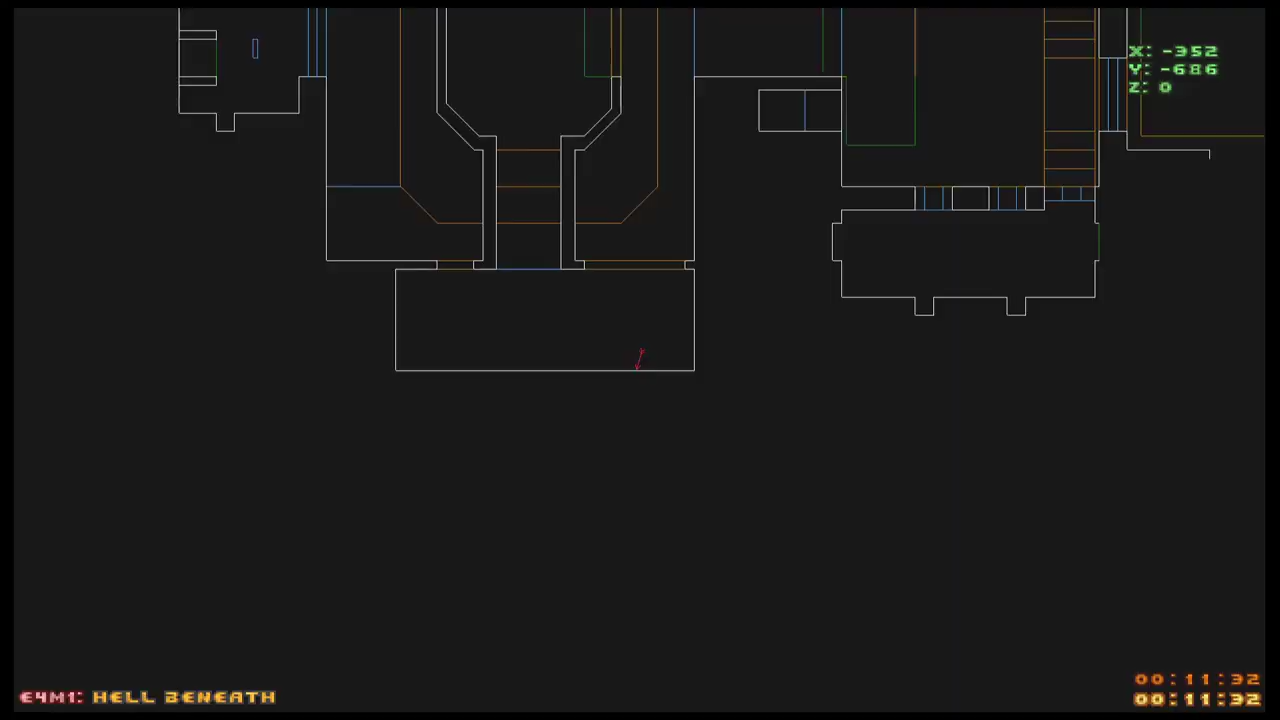 X: -352
Y: -686
Z: 0
00:11:32
E4M1: HELL BENEATH
00:11:32